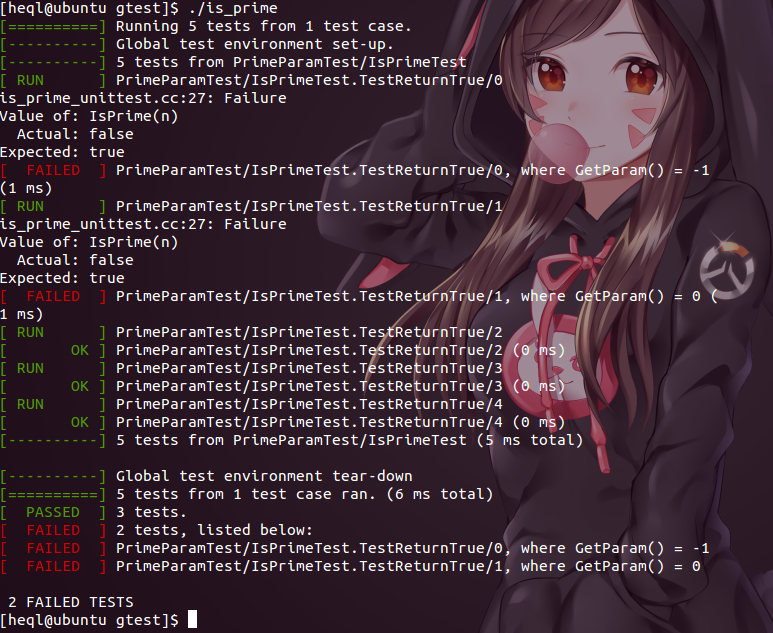 [heql@ubuntu gtest]$ ./is_prime
[==========] Running 5 tests from 1 test case.
[----------] Global test environment set-up.
[----------] 5 tests from PrimeParamTest/IsPrimeTest
[ RUN      ] PrimeParamTest/IsPrimeTest.TestReturnTrue/0
is_prime_unittest.cc:27: Failure
Value of: IsPrime(n)
  Actual: false
Expected: true
[  FAILED  ] PrimeParamTest/IsPrimeTest.TestReturnTrue/0, where GetParam() = -1
(1 ms)
[ RUN      ] PrimeParamTest/IsPrimeTest.TestReturnTrue/1
is_prime_unittest.cc:27: Failure
Value of: IsPrime(n)
  Actual: false
Expected: true
[  FAILED  ] PrimeParamTest/IsPrimeTest.TestReturnTrue/1, where GetParam() = 0 (
1 ms)
[ RUN      ] PrimeParamTest/IsPrimeTest.TestReturnTrue/2
[       OK ] PrimeParamTest/IsPrimeTest.TestReturnTrue/2 (0 ms)
[ RUN      ] PrimeParamTest/IsPrimeTest.TestReturnTrue/3
[       OK ] PrimeParamTest/IsPrimeTest.TestReturnTrue/3 (0 ms)
[ RUN      ] PrimeParamTest/IsPrimeTest.TestReturnTrue/4
[       OK ] PrimeParamTest/IsPrimeTest.TestReturnTrue/4 (0 ms)
[----------] 5 tests from PrimeParamTest/IsPrimeTest (5 ms total)

[----------] Global test environment tear-down
[==========] 5 tests from 1 test case ran. (6 ms total)
[  PASSED  ] 3 tests.
[  FAILED  ] 2 tests, listed below:
[  FAILED  ] PrimeParamTest/IsPrimeTest.TestReturnTrue/0, where GetParam() = -1
[  FAILED  ] PrimeParamTest/IsPrimeTest.TestReturnTrue/1, where GetParam() = 0

 2 FAILED TESTS
[heql@ubuntu gtest]$